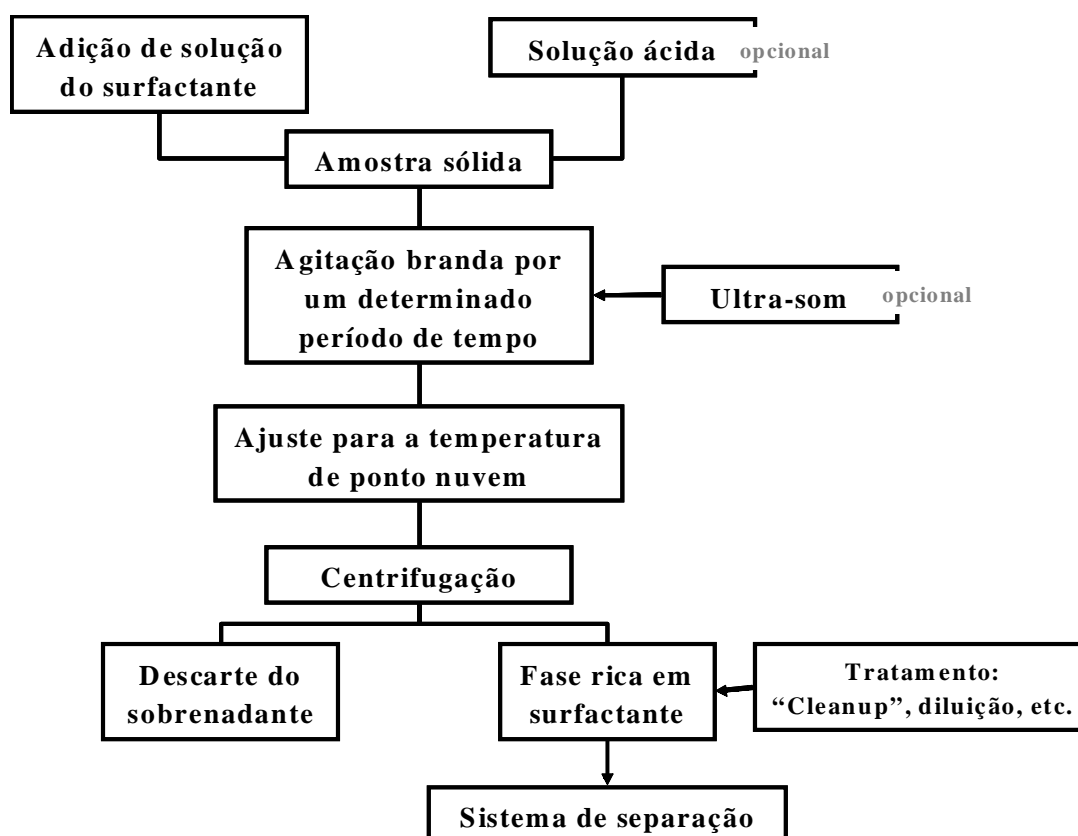 Adição de solução
do surfactante
Solução ácida
opcional
Amostra sólida
Agitação branda por
um determinado
período de tempo
Ultra-som
opcional
Ajuste para a temperatura
de ponto nuvem
Centrifugação
Descarte do
sobrenadante
Fase rica em
surfactante
Tratamento:
“Cleanup”, diluição, etc.
Sistema de separação